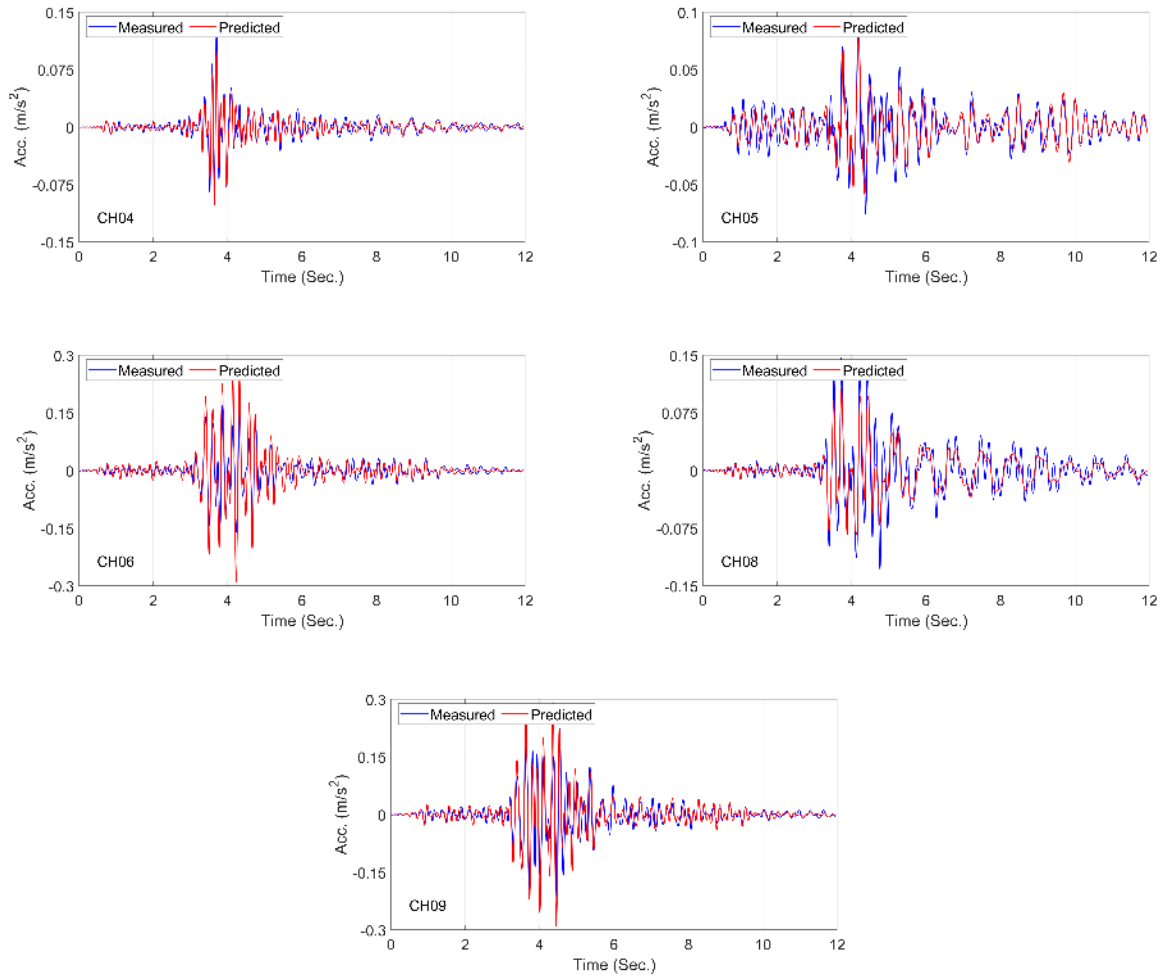 0.15
Measured Predicted
0.075
0
-0.075
-0.15
Acc. (m/s²)
CH04
0 2 4 6 8 10 12
Time (Sec.)
0.1
Measured Predicted
0.05
0
-0.05
-0.1
Acc. (m/s²)
CH05
0 2 4 6 8 10 12
Time (Sec.)
0.3
Measured Predicted
0.15
0
-0.15
-0.3
Acc. (m/s²)
CH06
0 2 4 6 8 10 12
Time (Sec.)
0.15
Measured Predicted
0.075
0
-0.075
-0.15
Acc. (m/s²)
CH08
0 2 4 6 8 10 12
Time (Sec.)
0.3
Measured Predicted
0.15
0
-0.15
-0.3
Acc. (m/s²)
CH09
0 2 4 6 8 10 12
Time (Sec.)